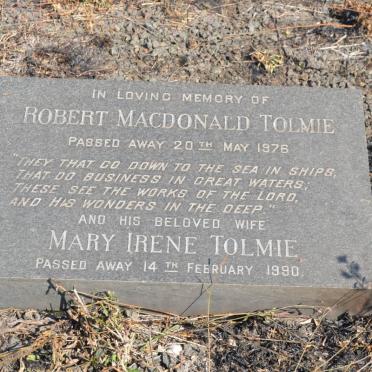 IN LOVING MEMORY OF
ROBERT MACDONALD TOLMIE
PASSED AWAY 20TH MAY 1976
"THEY THAT GO DOWN TO THE SEA IN SHIPS,
THAT DO BUSINESS IN GREAT WATERS;
THESE SEE THE WORKS OF THE LORD,
AND HIS WONDERS IN THE DEEP."
AND HIS BELOVED WIFE
MARY IRENE TOLMIE
PASSED AWAY 14TH FEBRUARY 1990.